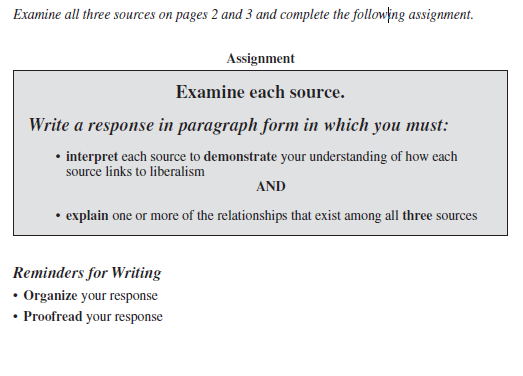 Examine all three sources on pages 2 and 3 and complete the following assignment.
Assignment
Examine each source.
Write a response in paragraph form in which you must:
• interpret each source to demonstrate your understanding of how each
source links to liberalism
AND
• explain one or more of the relationships that exist among all three sources
Reminders for Writing
• Organize your response
• Proofread your response